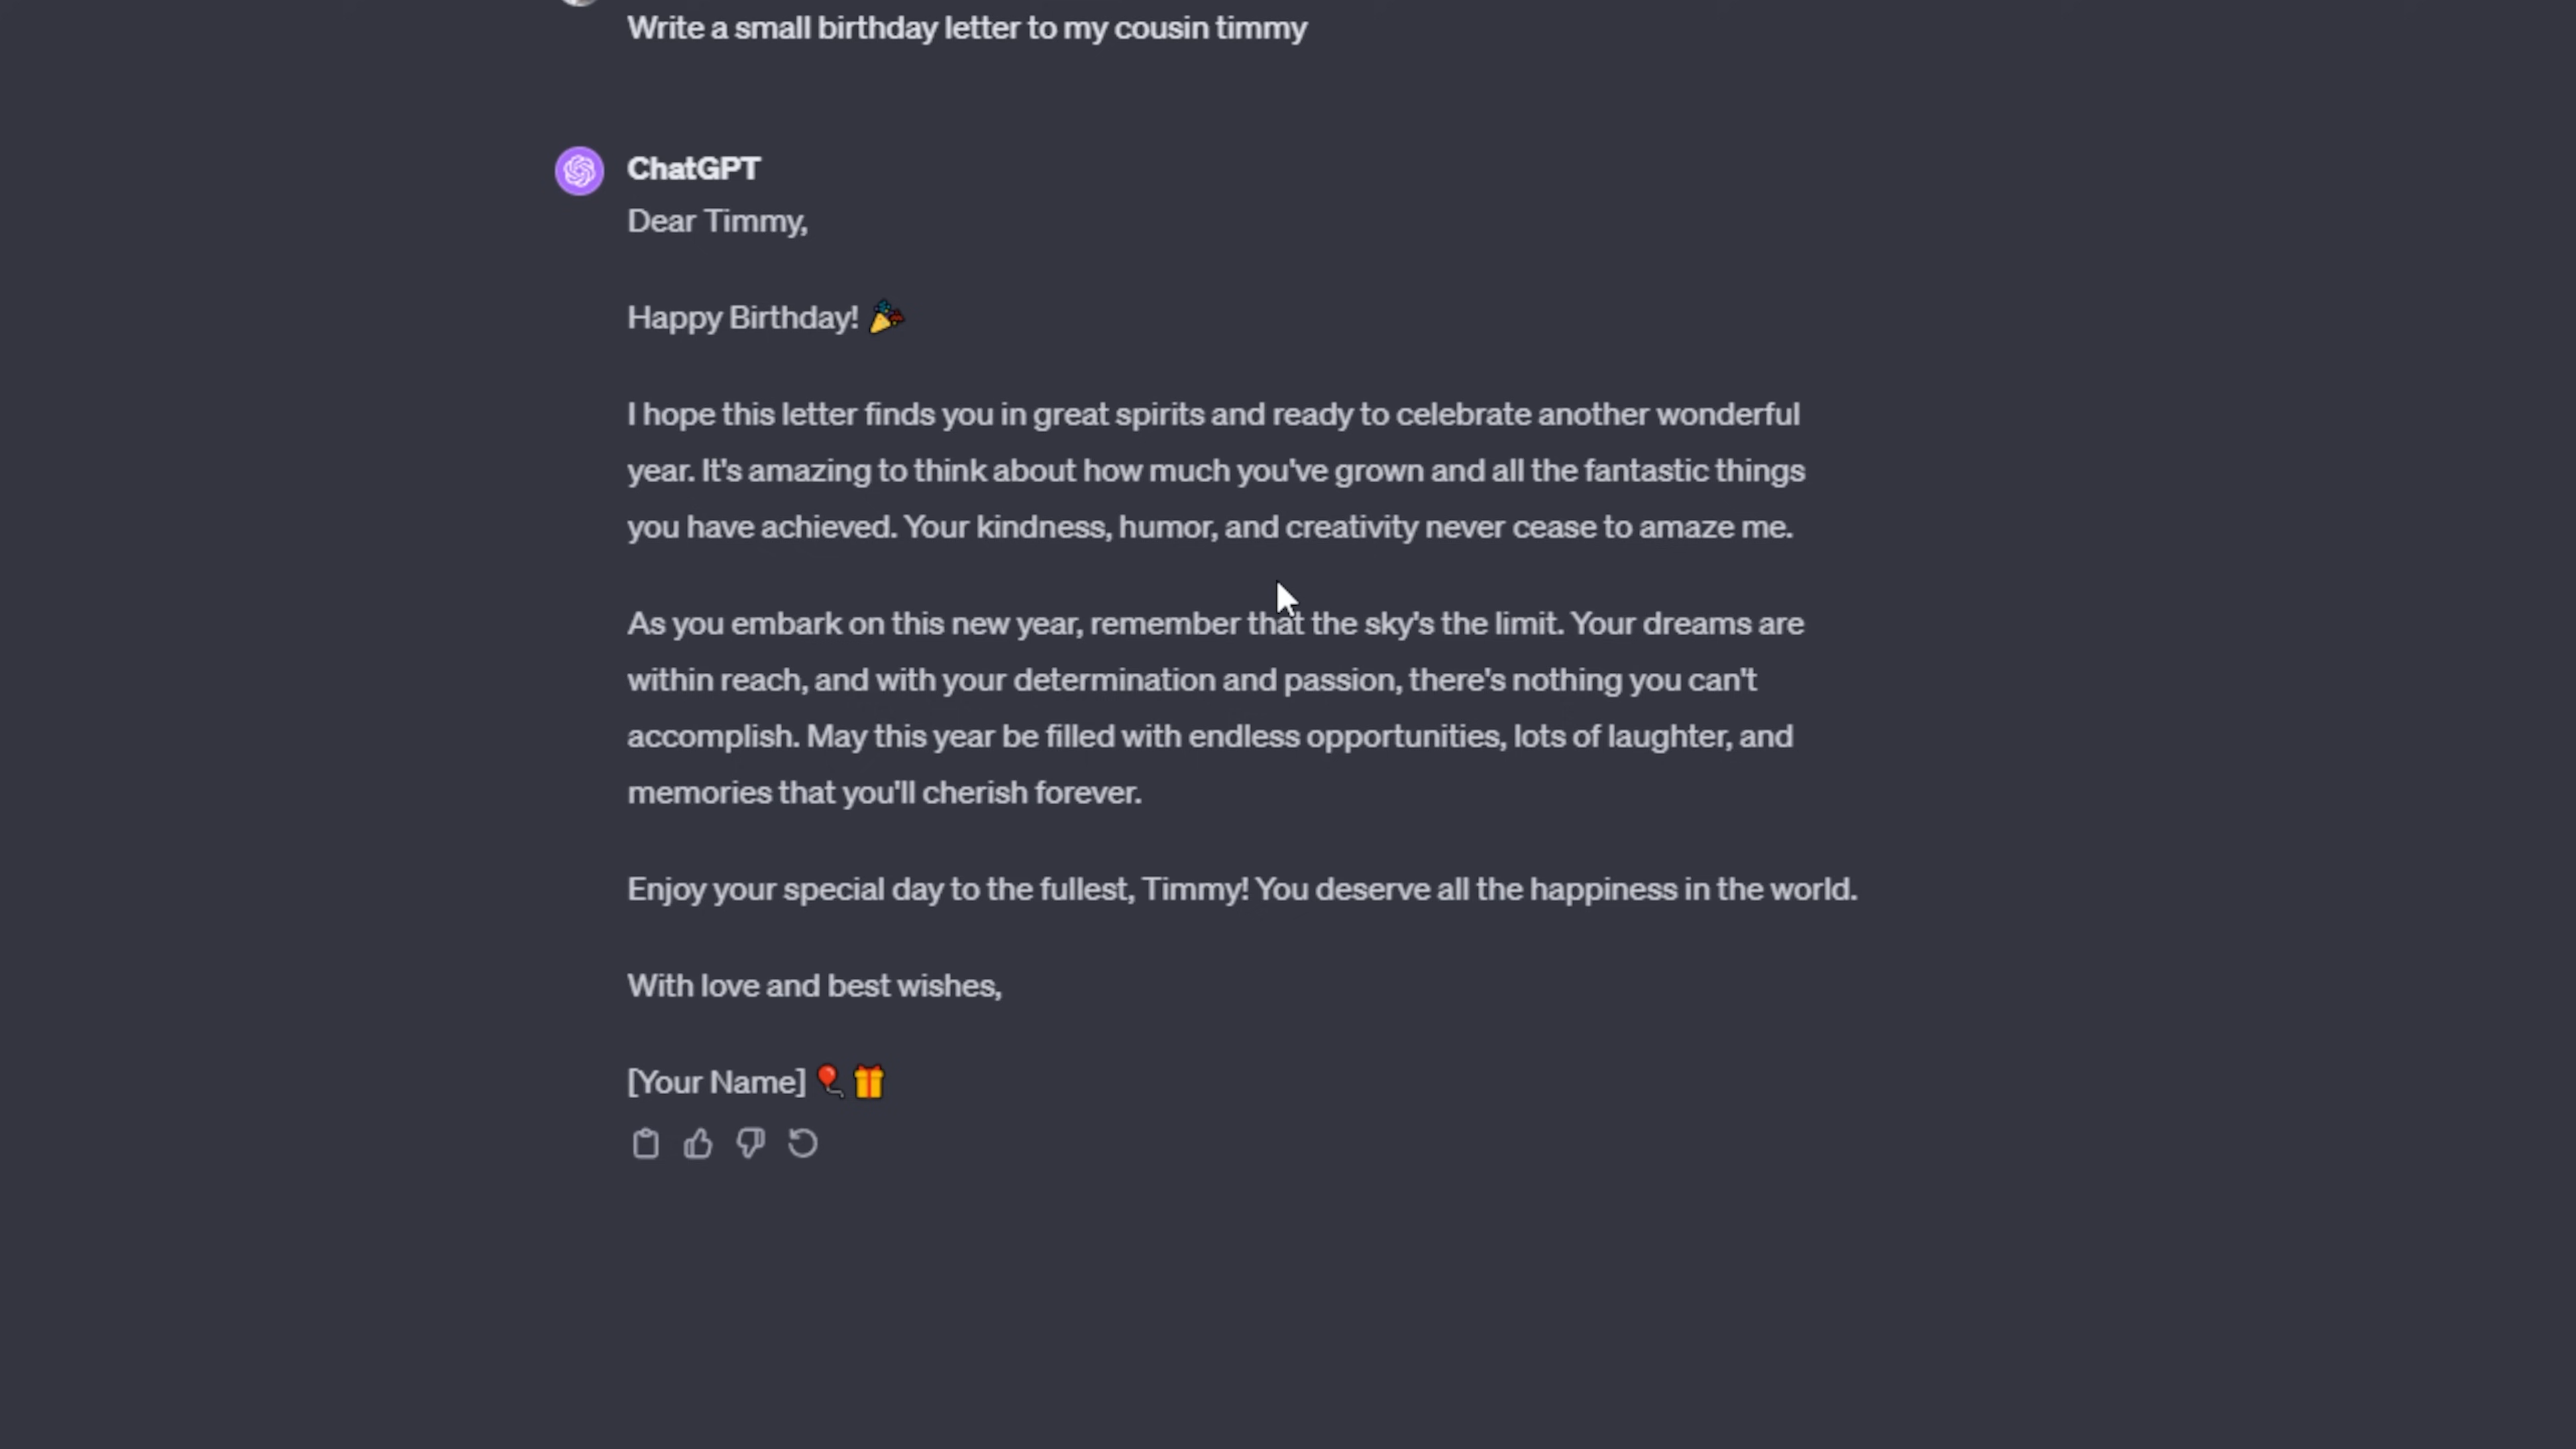 Write a small birthday letter to my cousin timmy
ChatGPT
Dear Timmy,
Happy Birthday! 🎉
I hope this letter finds you in great spirits and ready to celebrate another wonderful
year. It's amazing to think about how much you've grown and all the fantastic things
you have achieved. Your kindness, humor, and creativity never cease to amaze me.
As you embark on this new year, remember that the sky's the limit. Your dreams are
within reach, and with your determination and passion, there's nothing you can't
accomplish. May this year be filled with endless opportunities, lots of laughter, and
memories that you'll cherish forever.
Enjoy your special day to the fullest, Timmy! You deserve all the happiness in the world.
With love and best wishes,
[Your Name] 🎈🎁